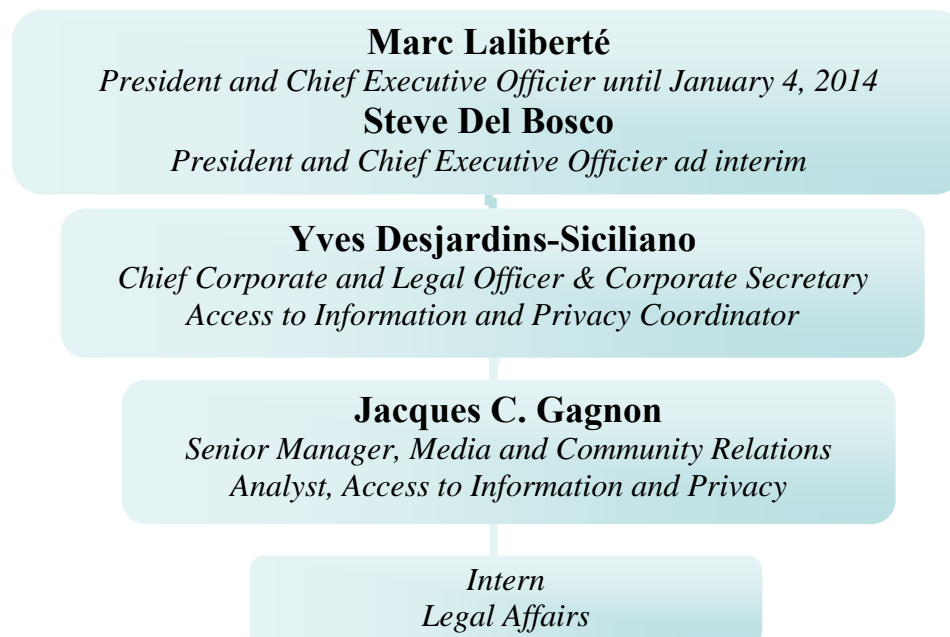 Marc Laliberté
President and Chief Executive Officier until January 4, 2014
Steve Del Bosco
President and Chief Executive Officier ad interim
Yves Desjardins-Siciliano
Chief Corporate and Legal Officer & Corporate Secretary
Access to Information and Privacy Coordinator
Jacques C. Gagnon
Senior Manager, Media and Community Relations
Analyst, Access to Information and Privacy
Intern
Legal Affairs